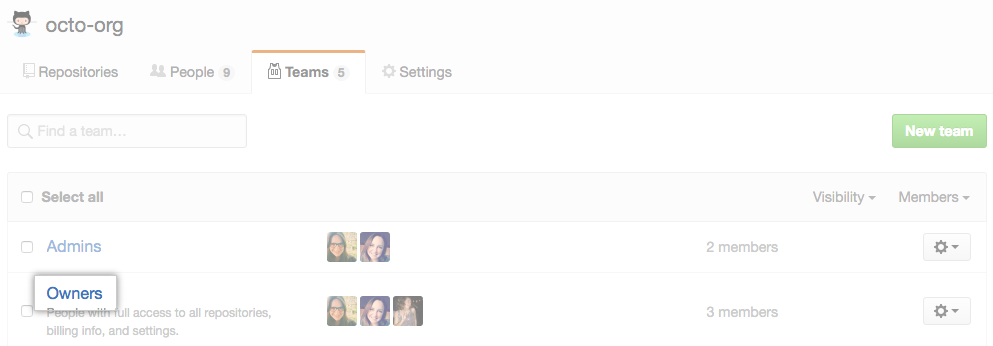 octo-org
Repositories People 9 Teams 5 Settings
Find a team... New team
Select all Visibility Members
Admins 2 members
Owners
People with full access to all repositories,
billing info, and settings.
3 members